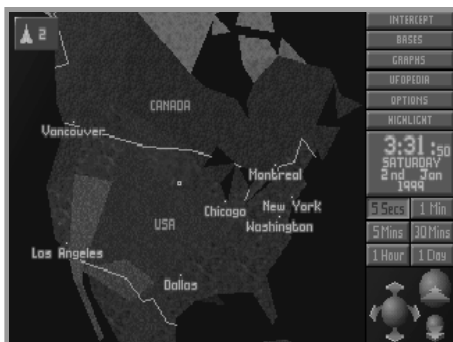 2
INTERCEPT
BASES
GRAPHS
UFOPEDIA
OPTIONS
HIGHLIGHT
3:31:50
SATURDAY
2nd Jan
1999
5 Secs 1 Min
5 Mins 30 Mins
1 Hour 1 Day
CANADA
Vancouver
Montreal
Chicago New York
USA Washington
Los Angeles
Dallas